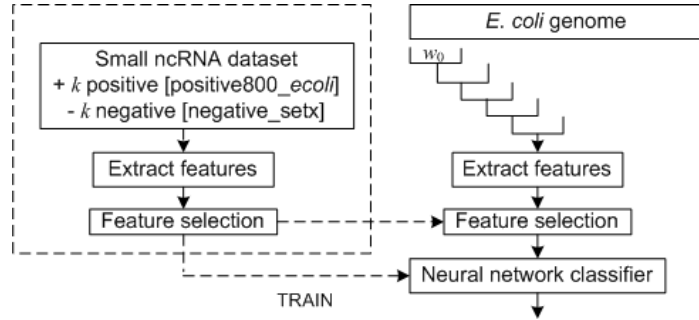 Small ncRNA dataset
+ k positive [positive800_ecoli]
- k negative [negative_setx]
Extract features
Feature selection
TRAIN
E. coli genome
w0
Extract features
Feature selection
Neural network classifier